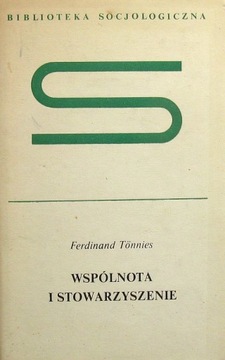 BIBLIOTEKA SOCJOLOGICZNA
Ferdinand Tönnies
WSPÓLNOTA
I STOWARZYSZENIE